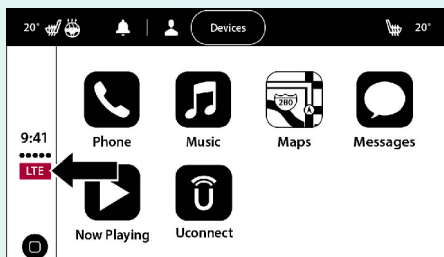 20° Devices 20°
280
9:41
Phone Music Maps Messages
LTE
Now Playing Uconnect